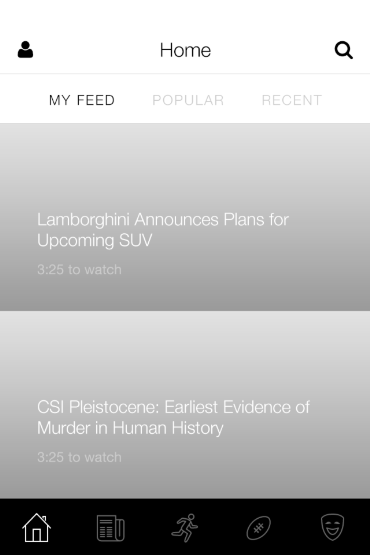 Home
MY FEED POPULAR RECENT
Lamborghini Announces Plans for
Upcoming SUV
3:25 to watch
CSI Pleistocene: Earliest Evidence of
Murder in Human History
3:25 to watch